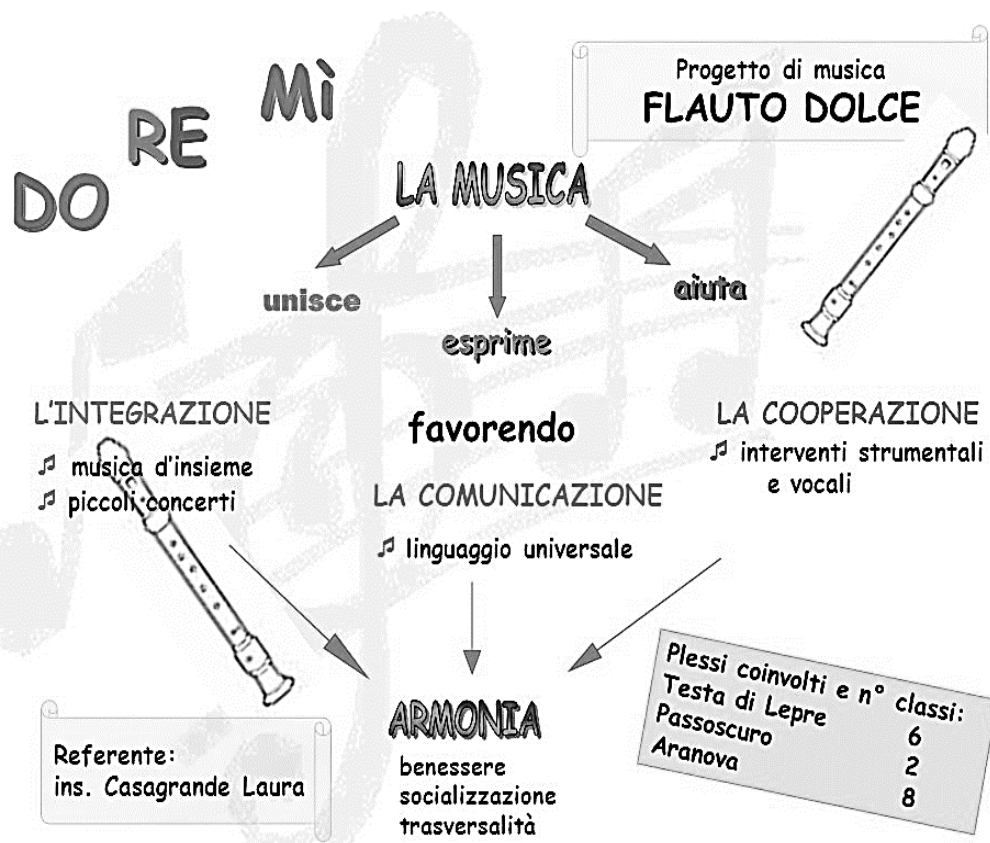 DO
RE
Mì
Progetto di musica
FLAUTO DOLCE
LA MUSICA
unisce
esprime
aiuta
L'INTEGRAZIONE
♫ musica d'insieme
♫ piccoli concerti
favorendo
LA COMUNICAZIONE
♫ linguaggio universale
LA COOPERAZIONE
♫ interventi strumentali
e vocali
ARMONIA
benessere
socializzazione
trasversalità
Referente:
ins. Casagrande Laura
Plessi coinvolti e n° classi:
Testa di Lepre 6
Passoscuro 2
Aranova 8